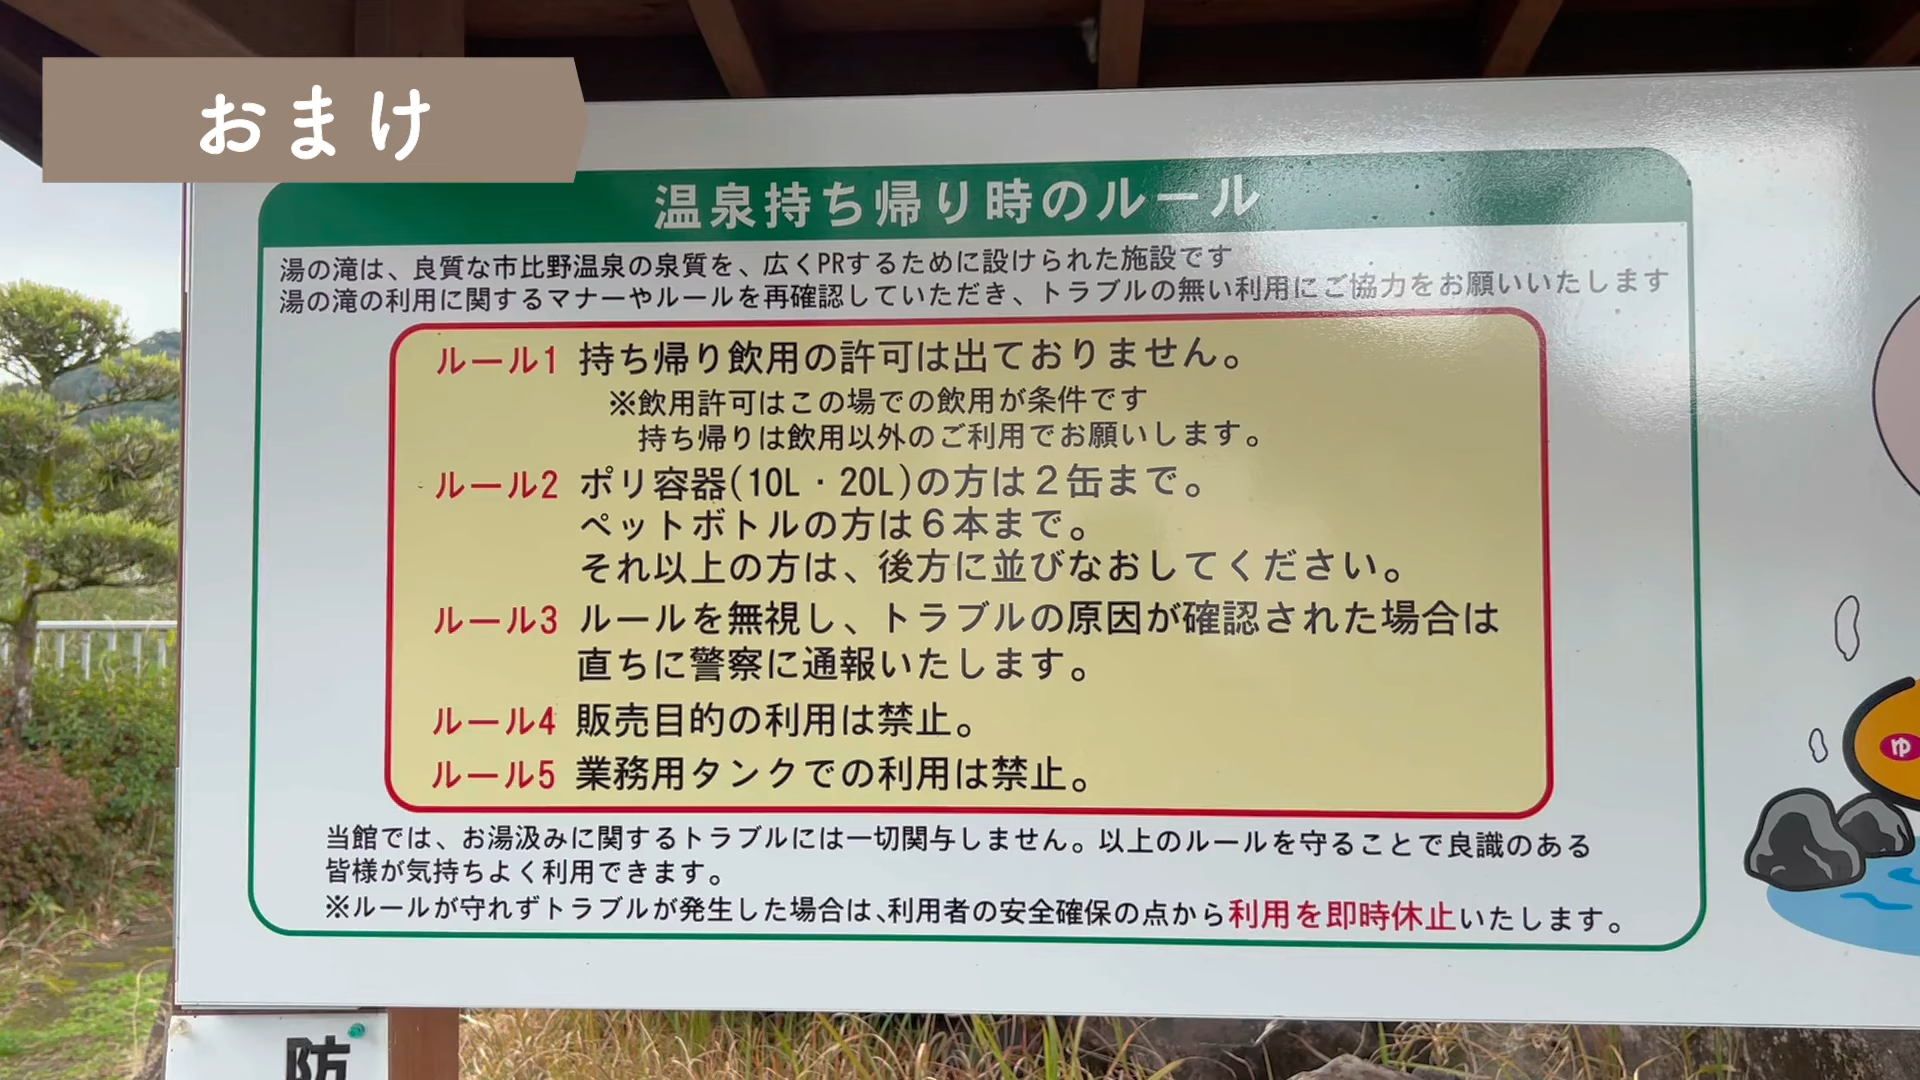 おまけ
温泉持ち帰り時のルール
湯の滝は、良質な市比野温泉の泉質を、広くPRするために設けられた施設です
湯の滝の利用に関するマナーやルールを再確認していただき、トラブルの無い利用にご協力をお願いいたします
ルール1 持ち帰り飲用の許可は出ておりません。
※飲用許可はこの場での飲用が条件です
持ち帰りは飲用以外のご利用でお願いします。
ルール2 ポリ容器(10L・20L)の方は２缶まで。
ペットボトルの方は６本まで。
それ以上の方は、後方に並びなおしてください。
ルール3 ルールを無視し、トラブルの原因が確認された場合は
直ちに警察に通報いたします。
ルール4 販売目的の利用は禁止。
ルール5 業務用タンクでの利用は禁止。
当館では、お湯汲みに関するトラブルには一切関与しません。以上のルールを守ることで良識のある
皆様が気持ちよく利用できます。
※ルールが守れずトラブルが発生した場合は、利用者の安全確保の点から利用を即時休止いたします。
ゆ
防